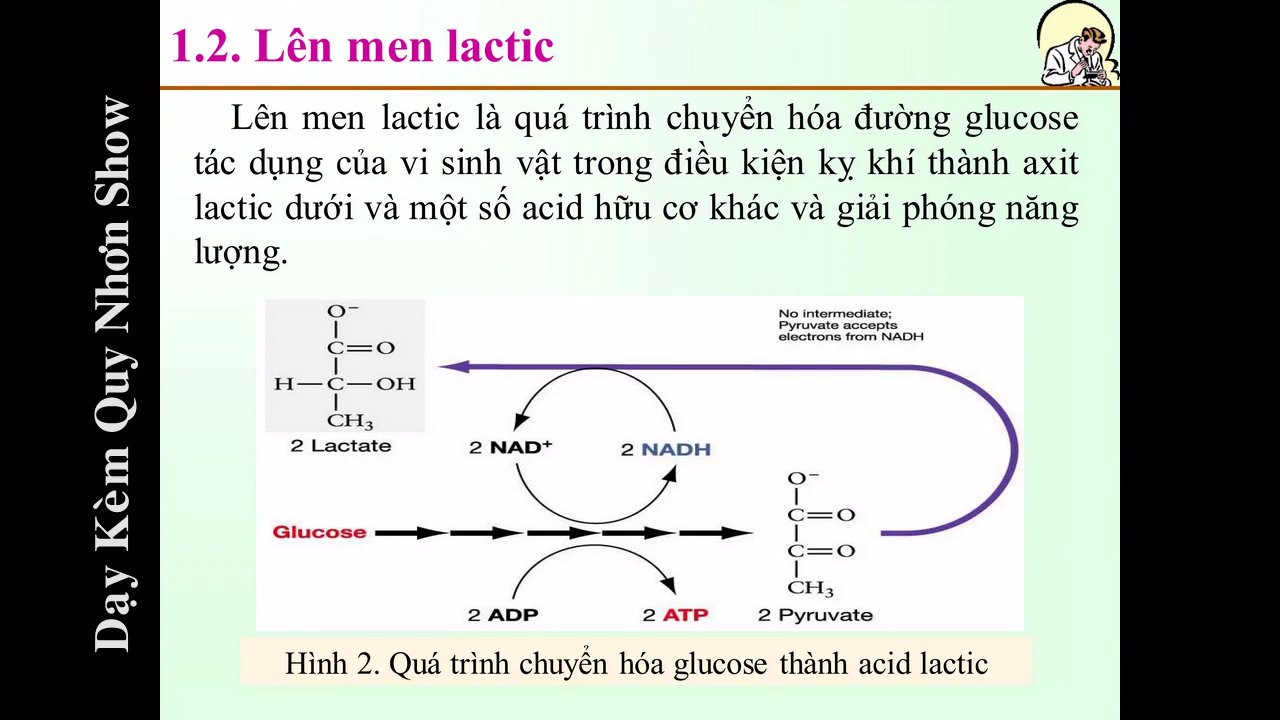 1.2. Lên men lactic
Lên men lactic là quá trình chuyển hóa đường glucose
tác dụng của vi sinh vật trong điều kiện kỵ khí thành axit
lactic dưới và một số acid hữu cơ khác và giải phóng năng
lượng.
O⁻
C=O
H—C—OH
CH₃
2 Lactate
No intermediate;
Pyruvate accepts
electrons from NADH
2 NAD⁺
2 NADH
Glucose
O⁻
C=O
C=O
CH₃
2 ADP
2 ATP
2 Pyruvate
Hình 2. Quá trình chuyển hóa glucose thành acid lactic
Dạy Kèm Quy Nhơn Show